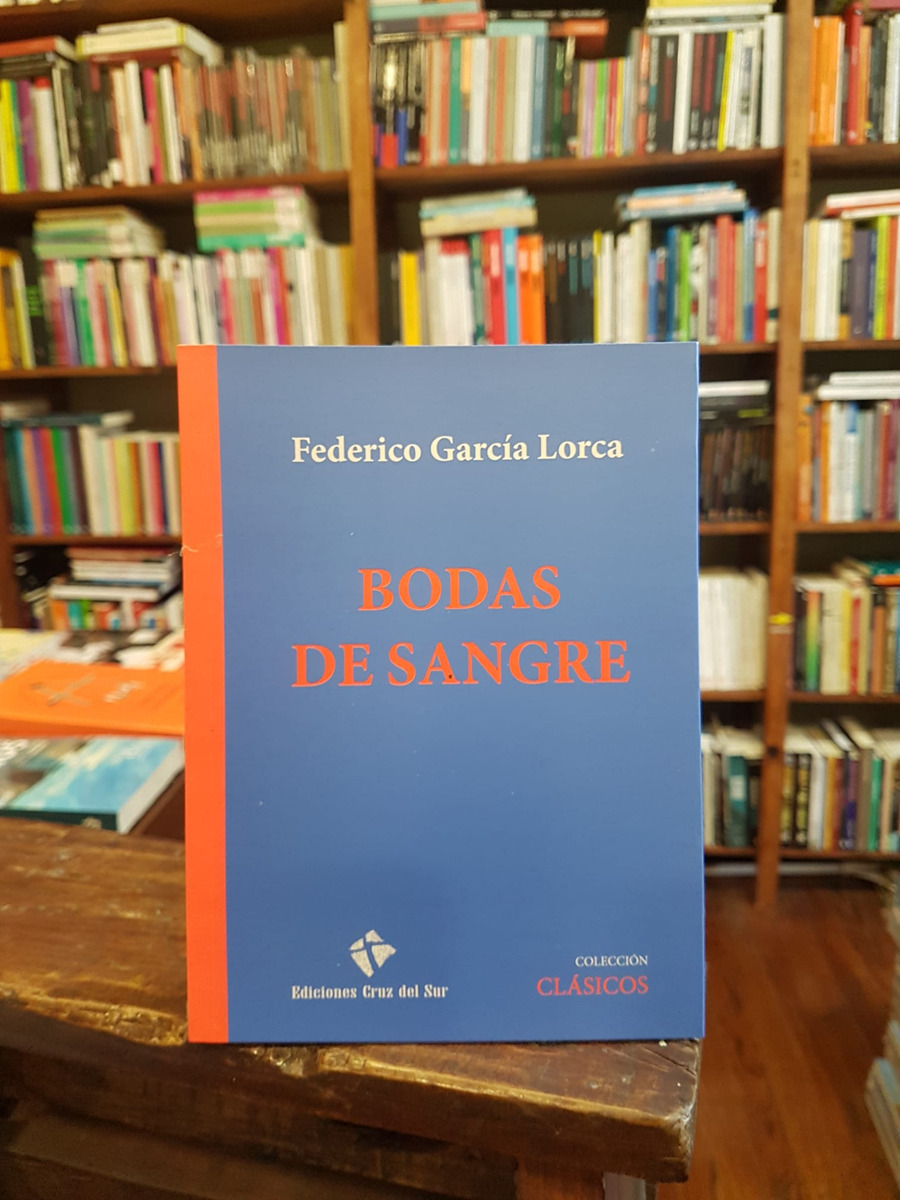 Federico García Lorca
BODAS
DE SANGRE
Ediciones Cruz del Sur
COLECCIÓN
CLÁSICOS